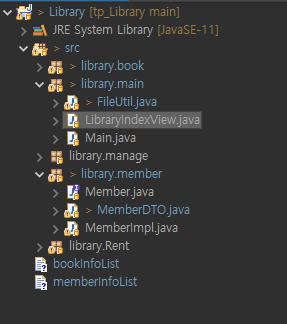 > Library [tp_Library main]
JRE System Library [JavaSE-11]
> src
> library.book
> library.main
> FileUtil.java
LibraryIndexView.java
Main.java
library.manage
> library.member
Member.java
> MemberDTO.java
MemberImpl.java
library.Rent
bookInfoList
memberInfoList